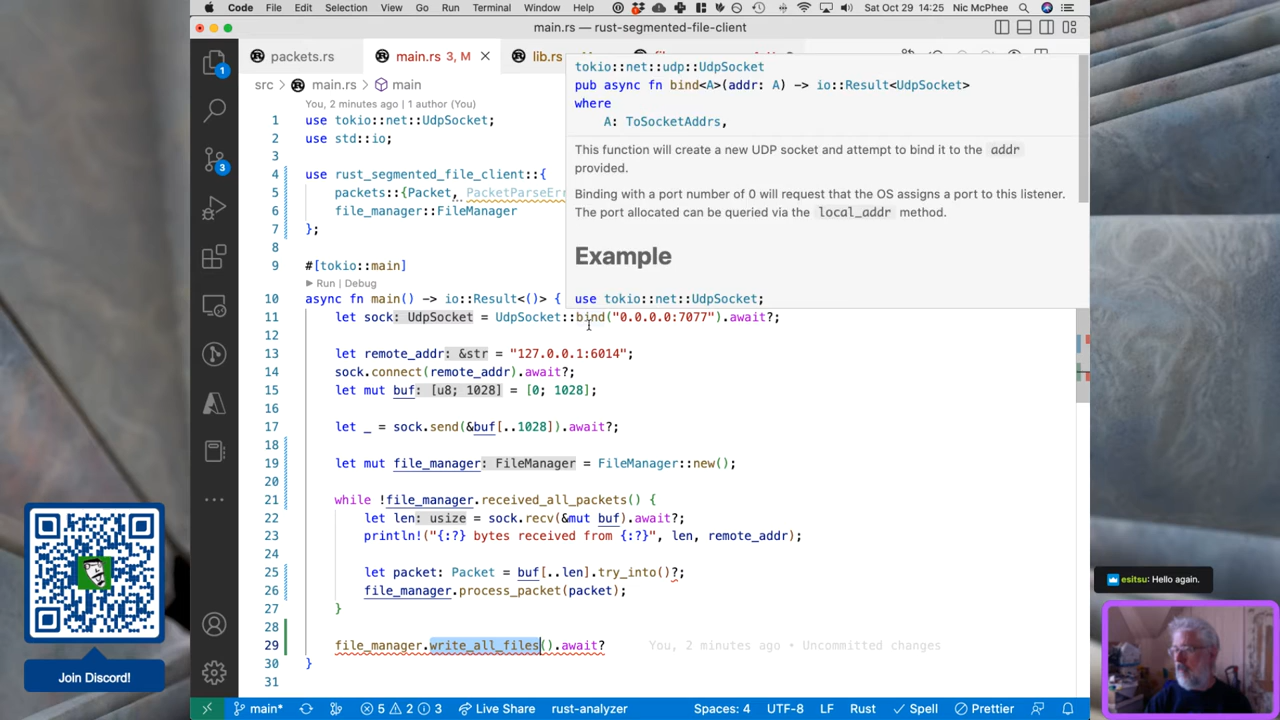 Code File Edit Selection View Go Run Terminal Window Help Sat Oct 29 14:25 Nic McPhee
main.rs — rust-segmented-file-client
packets.rs main.rs 3, M lib.rs
src > main.rs > main
You, 2 minutes ago | 1 author (You)
1 use tokio::net::UdpSocket;
2 use std::io;
3
4 use rust_segmented_file_client::{
5 packets::{Packet, PacketParseErr
6 file_manager::FileManager
7 };
8
9 #[tokio::main]
Run | Debug
10 async fn main() -> io::Result<()> {
11 let sock: UdpSocket = UdpSocket::bind("0.0.0.0:7077").await?;
12
13 let remote_addr: &str = "127.0.0.1:6014";
14 sock.connect(remote_addr).await?;
15 let mut buf: [u8; 1028] = [0; 1028];
16
17 let _ = sock.send(&buf[..1028]).await?;
18
19 let mut file_manager: FileManager = FileManager::new();
20
21 while !file_manager.received_all_packets() {
22 let len: usize = sock.recv(&mut buf).await?;
23 println!("{:?} bytes received from {:?}", len, remote_addr);
24
25 let packet: Packet = buf[..len].try_into()?;
26 file_manager.process_packet(packet);
27 }
28
29 file_manager.write_all_files().await? You, 2 minutes ago • Uncommitted changes
30 }
31
tokio::net::udp::UdpSocket
pub async fn bind<A>(addr: A) -> io::Result<UdpSocket>
where
A: ToSocketAddrs,
This function will create a new UDP socket and attempt to bind it to the addr
provided.
Binding with a port number of 0 will request that the OS assigns a port to this listener.
The port allocated can be queried via the local_addr method.
Example
use tokio::net::UdpSocket;
1
3
main* 5 2 3 Live Share rust-analyzer Spaces: 4 UTF-8 LF Rust Spell Prettier
Join Discord!
esitsu: Hello again.